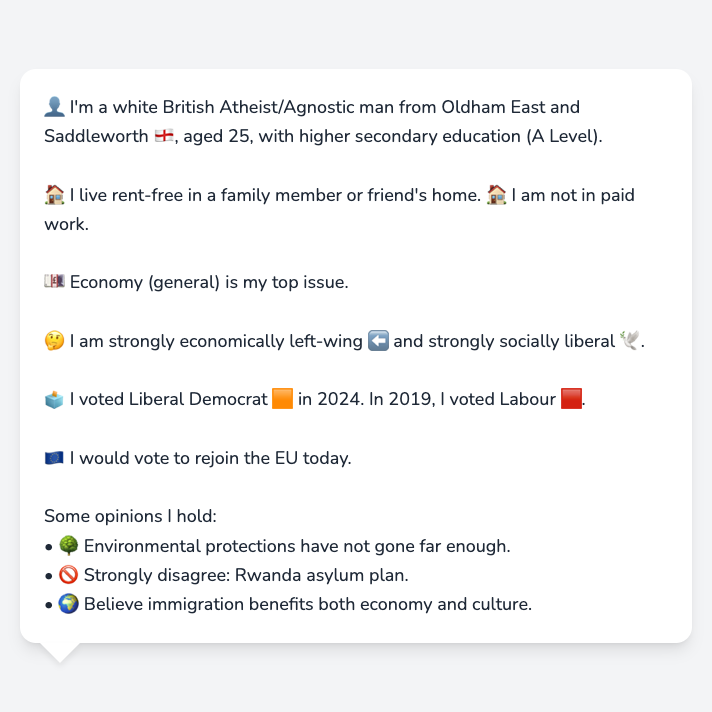 👤 I'm a white British Atheist/Agnostic man from Oldham East and
Saddleworth 🏴󠁧󠁢󠁥󠁮󠁧󠁿, aged 25, with higher secondary education (A Level).
🏠 I live rent-free in a family member or friend's home. 🏠 I am not in paid
work.
💷 Economy (general) is my top issue.
🤔 I am strongly economically left-wing ⬅️ and strongly socially liberal 🕊️.
🗳️ I voted Liberal Democrat 🟧 in 2024. In 2019, I voted Labour 🟥.
🇪🇺 I would vote to rejoin the EU today.
Some opinions I hold:
• 🌳 Environmental protections have not gone far enough.
• 🚫 Strongly disagree: Rwanda asylum plan.
• 🌍 Believe immigration benefits both economy and culture.